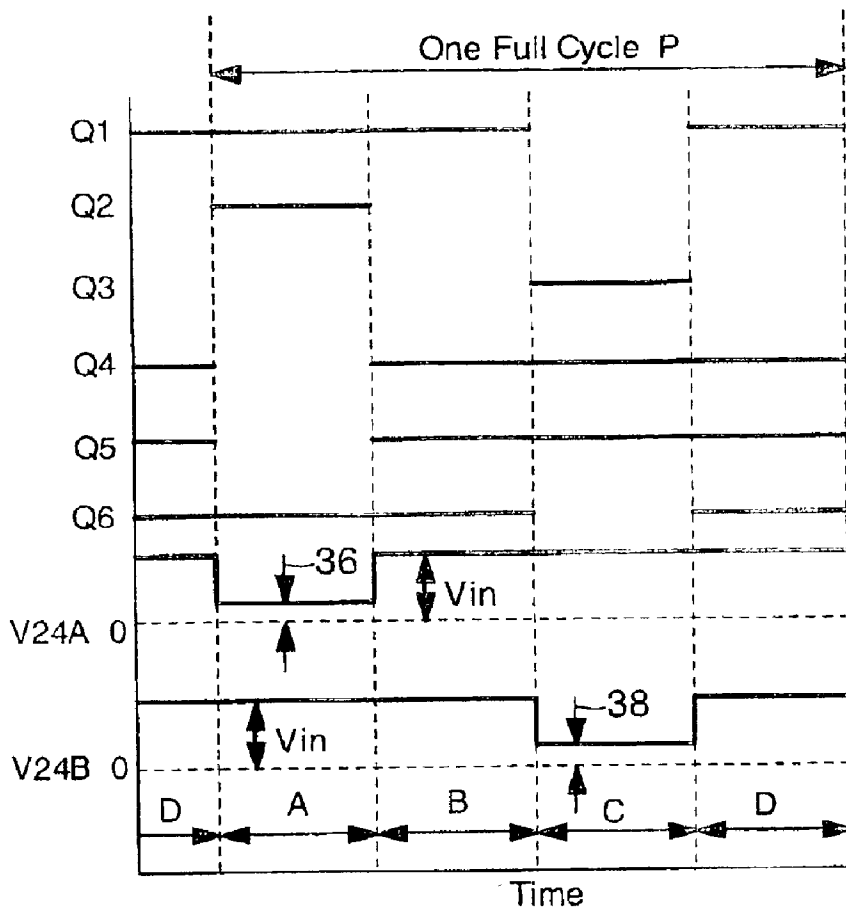 One Full Cycle P
Q1
Q2
Q3
Q4
Q5
Q6
36
Vin
V24A 0
38
Vin
V24B 0
D A B C D
Time